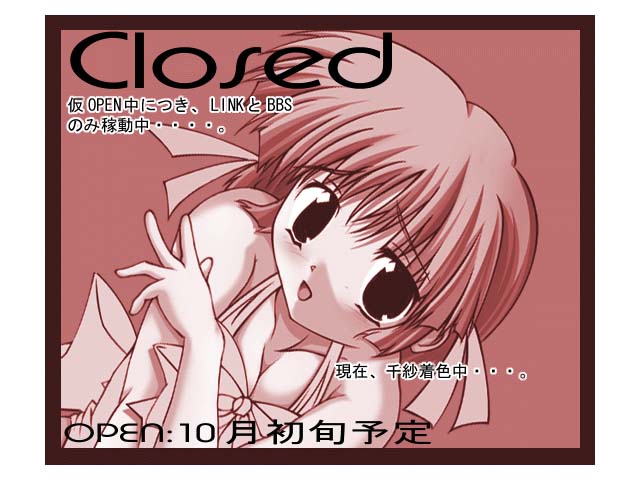 Closed
仮OPEN中につき、LINKとBBS
のみ稼動中・・・・。
現在、千紗着色中・・・。
OPEN:10月初旬予定